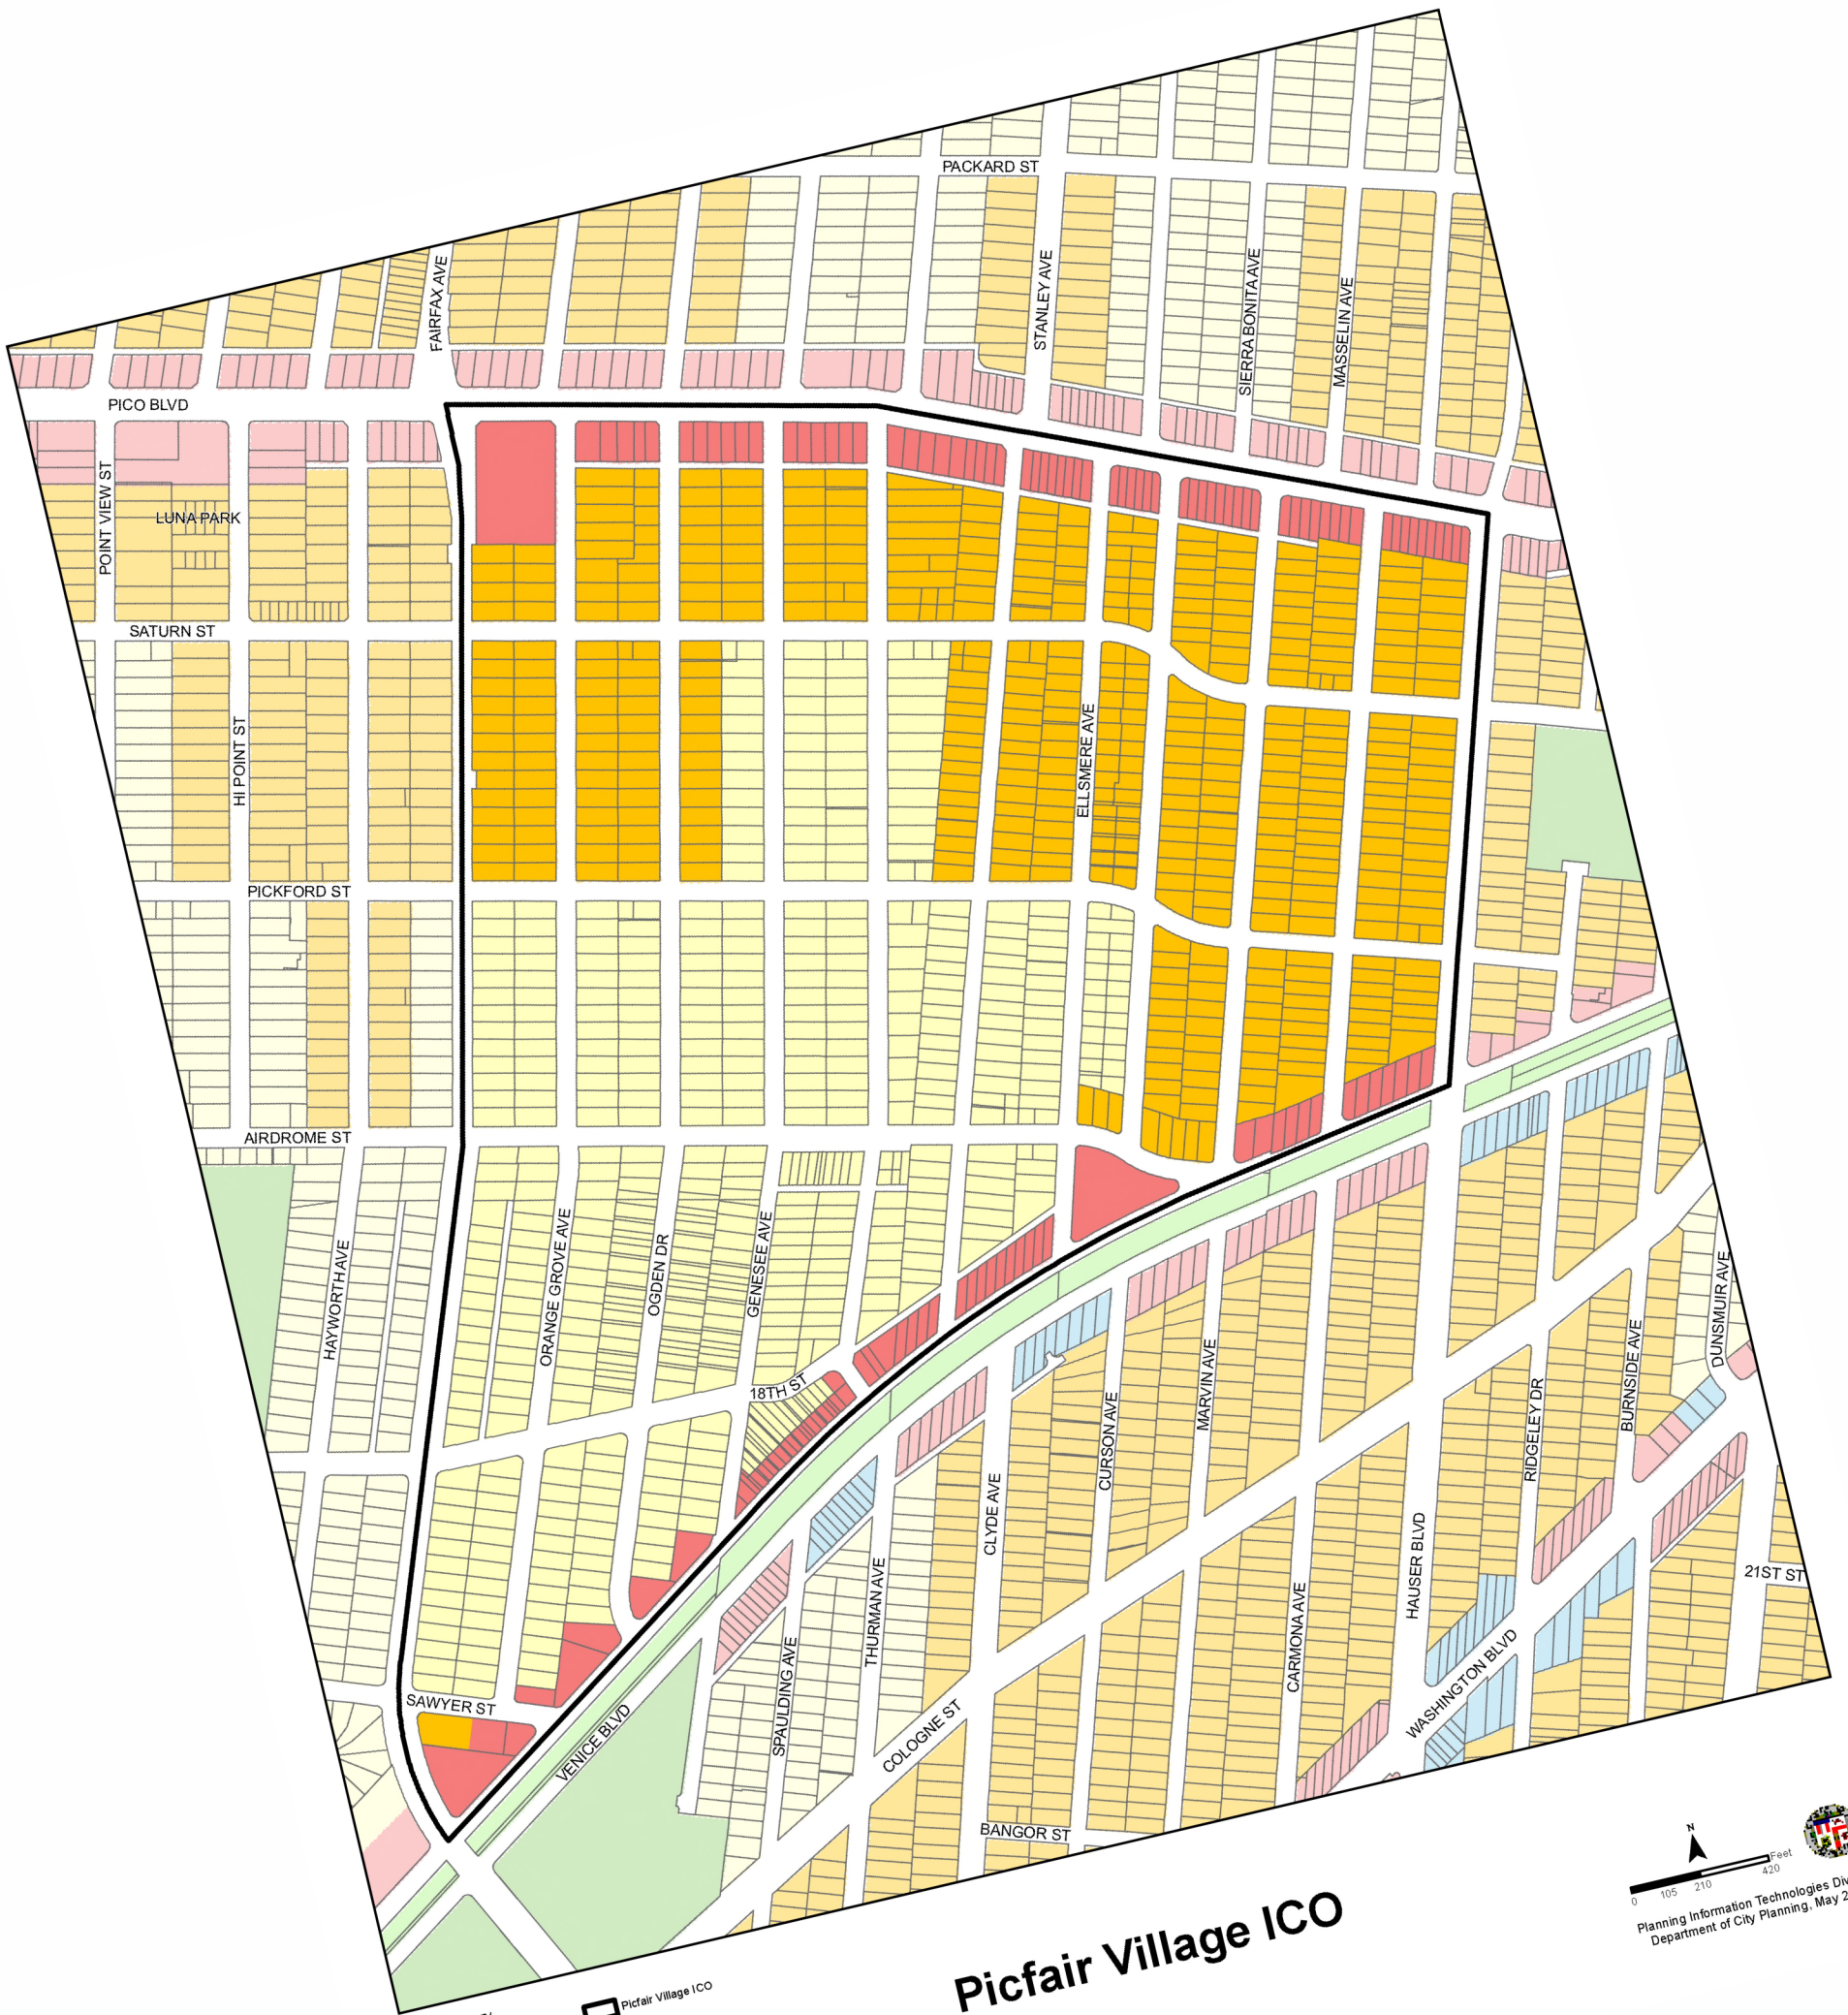 PACKARD ST
FAIRFAX AVE
STANLEY AVE
SIERRA BONITA AVE
MASSELIN AVE
PICO BLVD
POINT VIEW ST
LUNA PARK
SATURN ST
HI POINT ST
ELLSMERE AVE
PICKFORD ST
AIRDROME ST
HAYWORTH AVE
ORANGE GROVE AVE
OGDEN DR
GENESEE AVE
18TH ST
DUNSMUIR AVE
BURNSIDE AVE
RIDGELEY DR
MARVIN AVE
CURSON AVE
CLYDE AVE
HAUSER BLVD
21ST ST
THURMAN AVE
CARMONA AVE
SPAULDING AVE
WASHINGTON BLVD
SAWYER ST
VENICE BLVD
COLOGNE ST
BANGOR ST
N
Feet
0 105 210 420
Planning Information Technologies Div
Department of City Planning, May 2
Picfair Village ICO
Picfair Village ICO